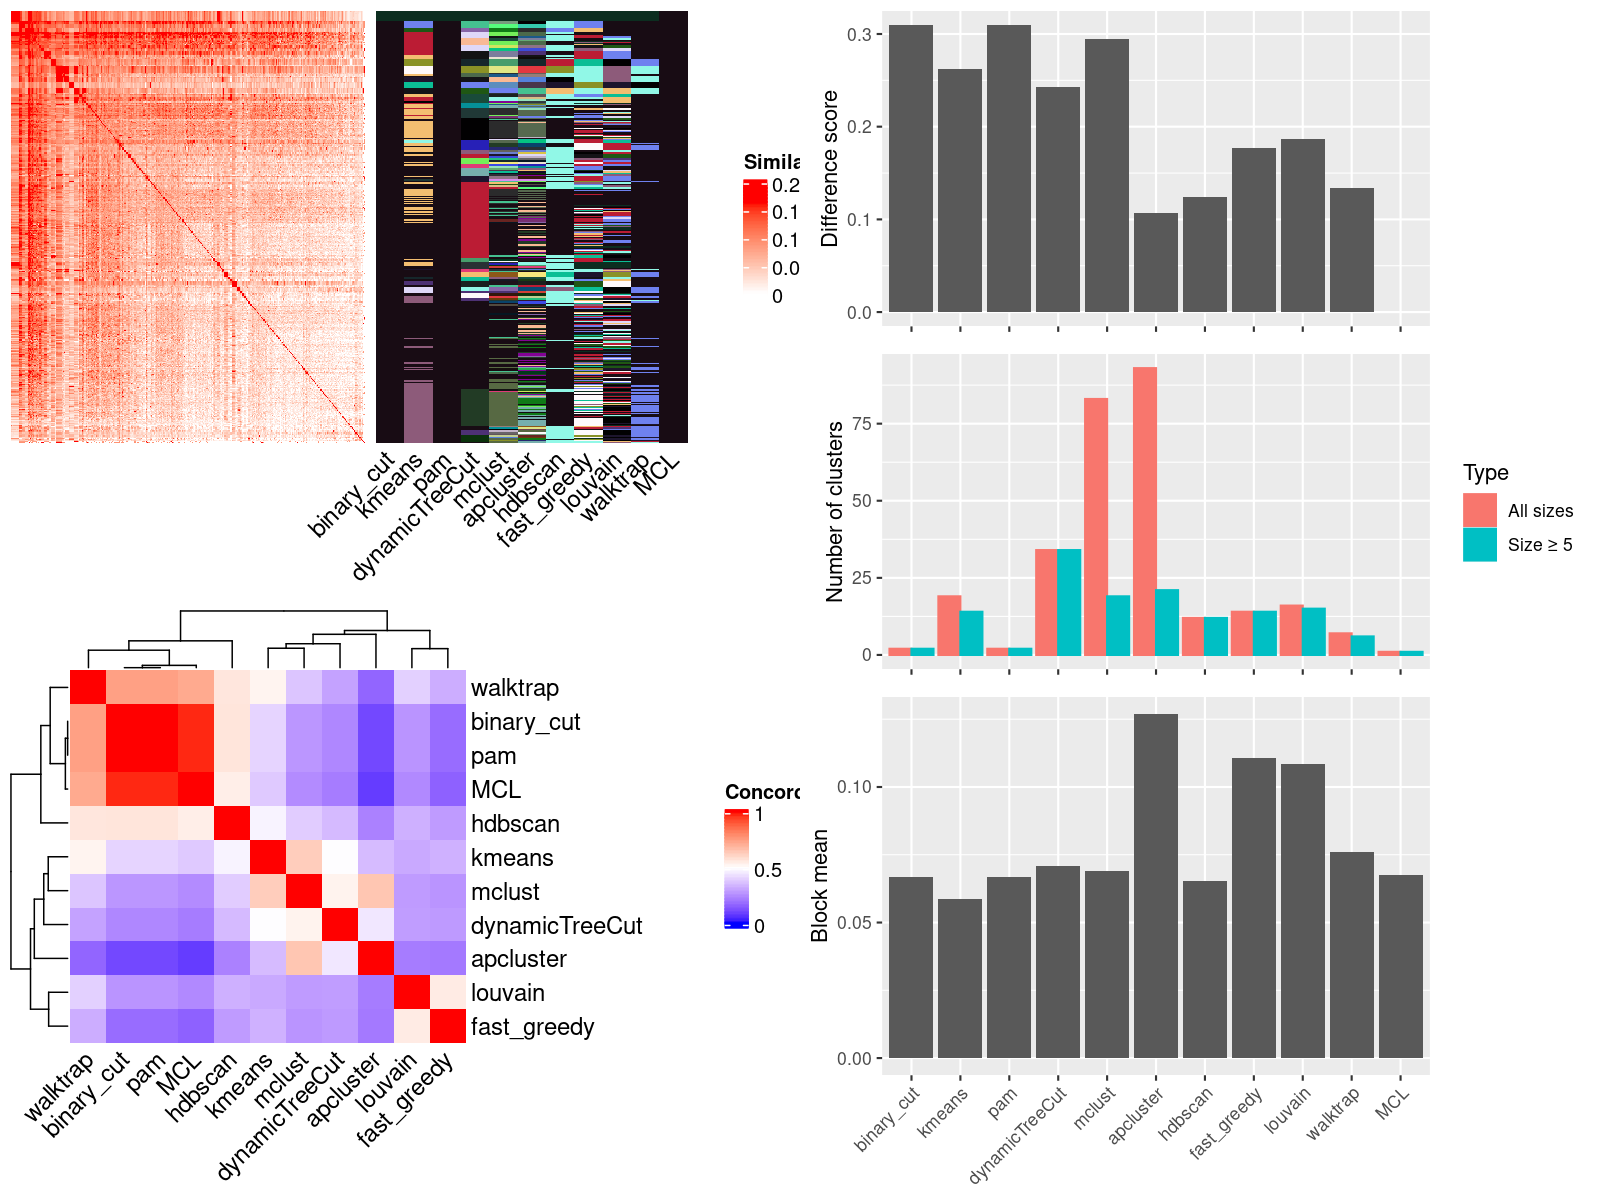 Simila
0.2
0.1
0.1
0.0
0
binary_cut
kmeans
pam
dynamicTreeCut
mclust
apcluster
hdbscan
fast_greedy
louvain
walktrap
MCL
Difference score
0.3
0.2
0.1
0.0
Number of clusters
75
50
25
0
Type
All sizes
Size ≥ 5
walktrap
binary_cut
pam
MCL
hdbscan
kmeans
mclust
dynamicTreeCut
apcluster
louvain
fast_greedy
walktrap
binary_cut
pam
MCL
hdbscan
kmeans
mclust
dynamicTreeCut
apcluster
louvain
fast_greedy
Concord
1
0.5
0
Block mean
0.10
0.05
0.00
binary_cut
kmeans
pam
dynamicTreeCut
mclust
apcluster
hdbscan
fast_greedy
louvain
walktrap
MCL